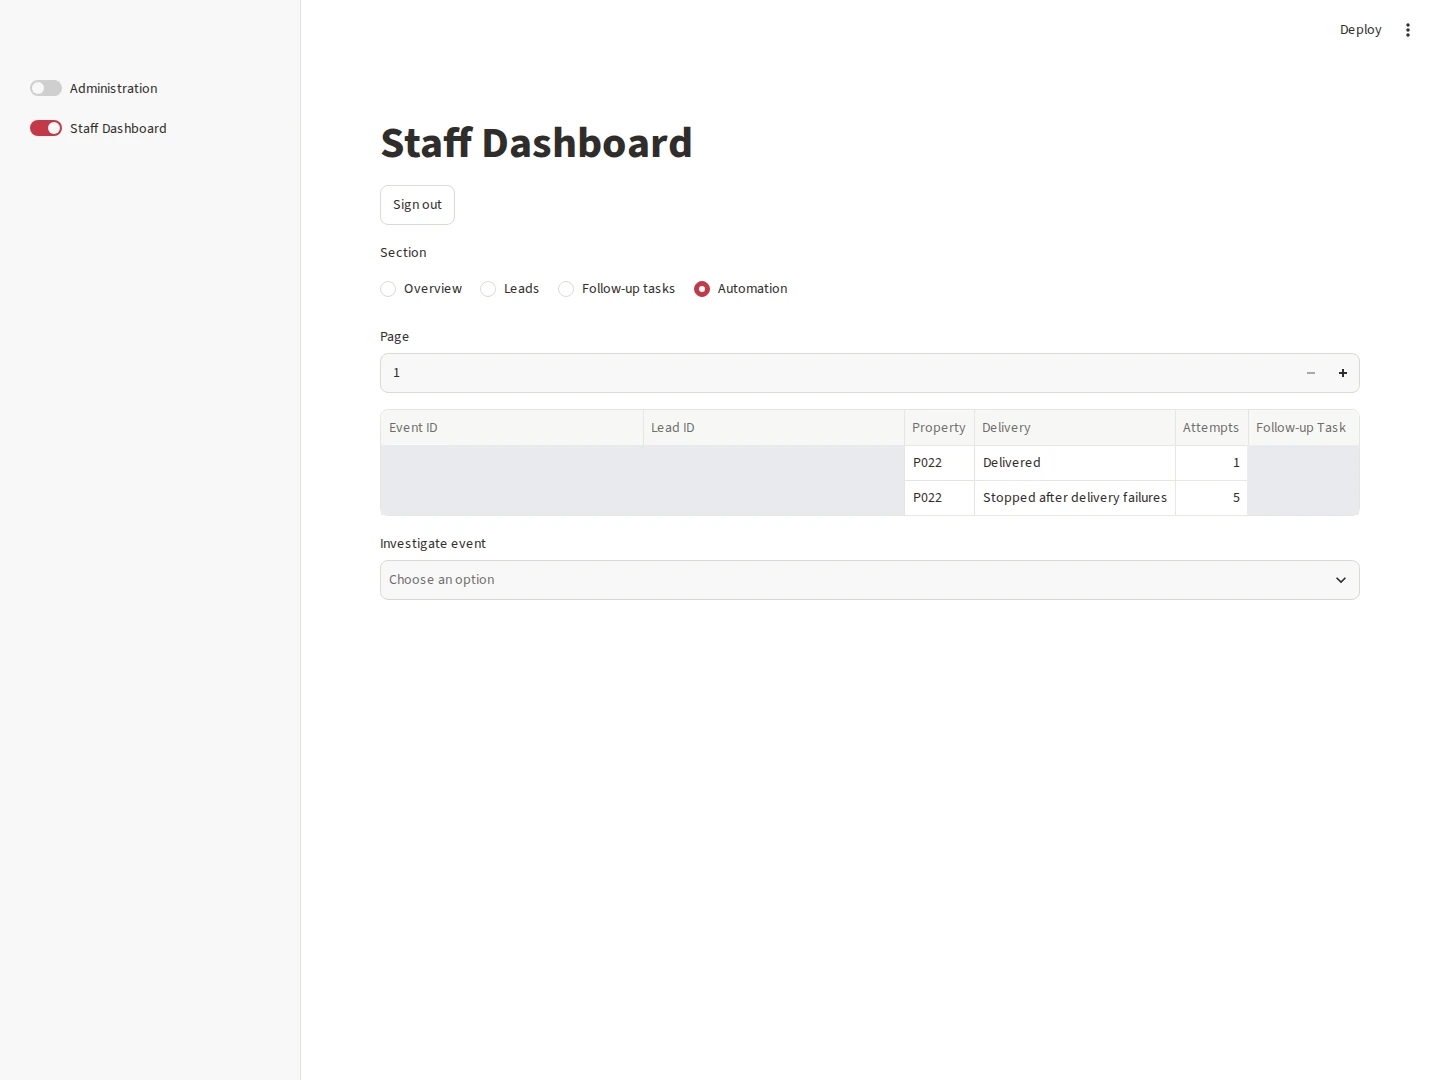 Deploy
Administration
Staff Dashboard
Staff Dashboard
Sign out
Section
Overview Leads Follow-up tasks Automation
Page
1
Event ID Lead ID Property Delivery Attempts Follow-up Task
P022 Delivered 1
P022 Stopped after delivery failures 5
Investigate event
Choose an option